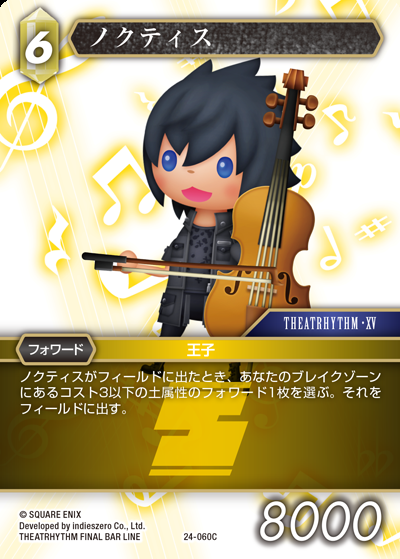 6
ノクティス
THEATRHYTHM・XV
フォワード
王子
ノクティスがフィールドに出たとき、あなたのブレイクゾーン
にあるコスト3以下の土属性のフォワード1枚を選ぶ。それを
フィールドに出す。
© SQUARE ENIX
Developed by indieszero Co., Ltd.
THEATRHYTHM FINAL BAR LINE
24-060C
8000